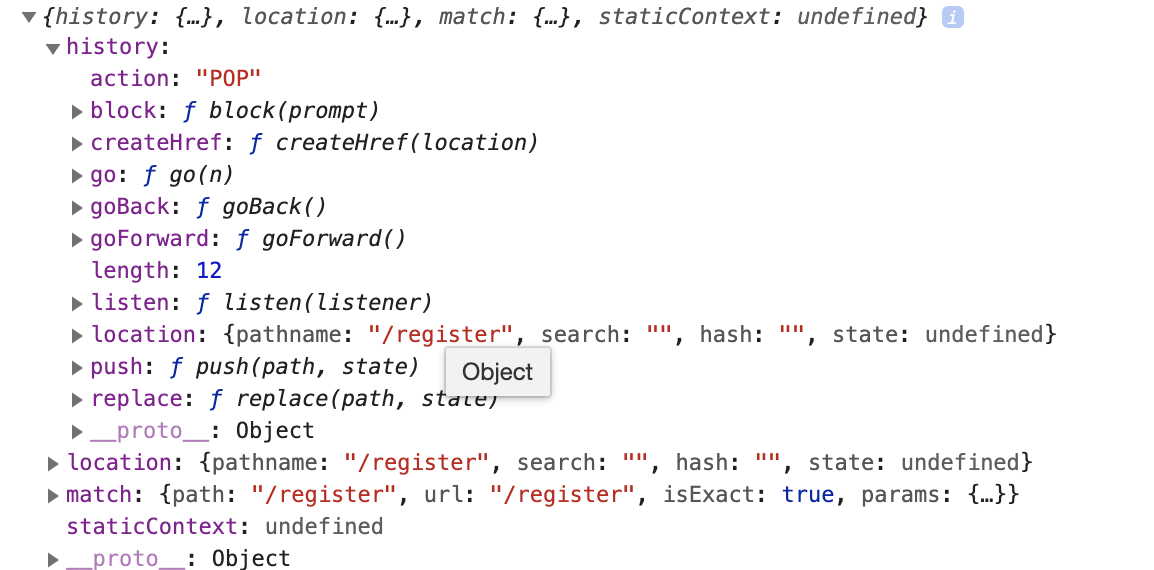 ▼{history: {…}, location: {…}, match: {…}, staticContext: undefined} i
▼history:
action: "POP"
▶block: ƒ block(prompt)
▶createHref: ƒ createHref(location)
▶go: ƒ go(n)
▶goBack: ƒ goBack()
▶goForward: ƒ goForward()
length: 12
▶listen: ƒ listen(listener)
▶location: {pathname: "/register", search: "", hash: "", state: undefined}
▶push: ƒ push(path, state)
Object
▶replace: ƒ replace(path, state)
▶__proto__: Object
▶location: {pathname: "/register", search: "", hash: "", state: undefined}
▶match: {path: "/register", url: "/register", isExact: true, params: {…}}
staticContext: undefined
▶__proto__: Object